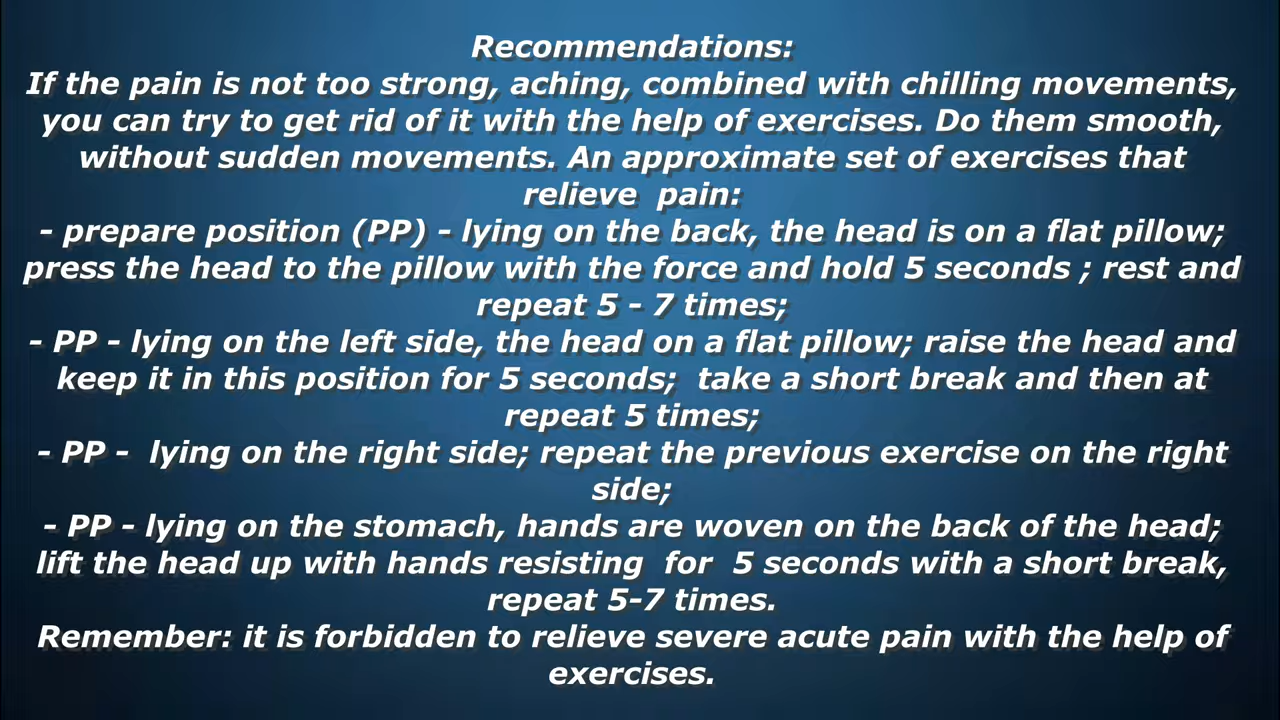 Recommendations:
If the pain is not too strong, aching, combined with chilling movements,
you can try to get rid of it with the help of exercises. Do them smooth,
without sudden movements. An approximate set of exercises that
relieve  pain:
- prepare position (PP) - lying on the back, the head is on a flat pillow;
press the head to the pillow with the force and hold 5 seconds ; rest and
repeat 5 - 7 times;
- PP - lying on the left side, the head on a flat pillow; raise the head and
keep it in this position for 5 seconds;  take a short break and then at
repeat 5 times;
- PP -  lying on the right side; repeat the previous exercise on the right
side;
- PP - lying on the stomach, hands are woven on the back of the head;
lift the head up with hands resisting  for  5 seconds with a short break,
repeat 5-7 times.
Remember: it is forbidden to relieve severe acute pain with the help of
exercises.